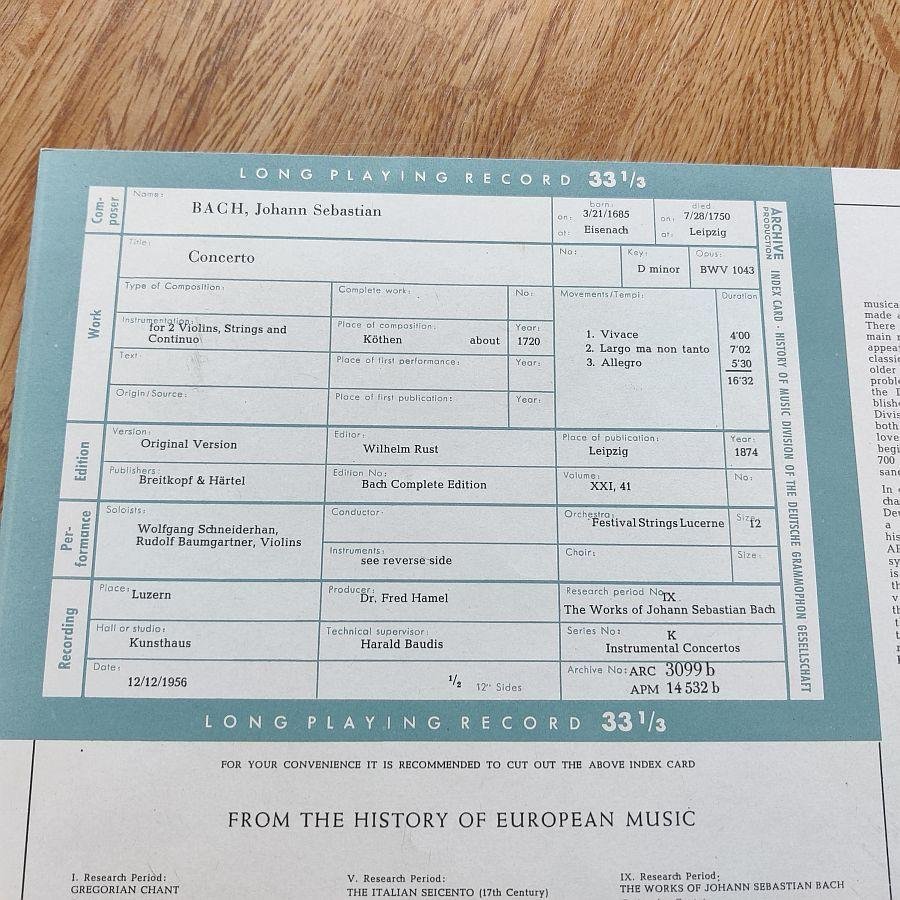 LONG PLAYING RECORD 33 1/3
Composer
Name:
BACH, Johann Sebastian
born:
on: 3/21/1685
at: Eisenach
died:
on: 7/28/1750
at: Leipzig
Work
Title:
Concerto
No:
Key:
D minor
Opus:
BWV 1043
Type of Composition:
Complete work:
No:
Movements/Tempi:
Duration
Instrumentation:
for 2 Violins, Strings and
Continuo
Place of composition:
Köthen about
Year:
1720
1. Vivace 4'00
2. Largo ma non tanto 7'02
3. Allegro 5'30
16'32
Text:
Place of first performance:
Year:
Origin/Source:
Place of first publication:
Year:
Edition
Version:
Original Version
Editor:
Wilhelm Rust
Place of publication:
Leipzig
Year:
1874
Publishers:
Breitkopf & Härtel
Edition No:
Bach Complete Edition
Volume:
XXI, 41
No:
Per-
formance
Soloists:
Wolfgang Schneiderhan,
Rudolf Baumgartner, Violins
Conductor:
Orchestra:
Festival Strings Lucerne
Size:
12
Instruments:
see reverse side
Choir:
Size:
Recording
Place:
Luzern
Producer:
Dr. Fred Hamel
Research period No:
IX.
The Works of Johann Sebastian Bach
Hall or studio:
Kunsthaus
Technical supervisor:
Harald Baudis
Series No:
K
Instrumental Concertos
Date:
12/12/1956
1/2 12" Sides
Archive No: ARC 3099 b
APM 14 532 b
ARCHIVE
PRODUCTION
INDEX CARD · HISTORY OF MUSIC DIVISION OF THE DEUTSCHE GRAMMOPHON GESELLSCHAFT
LONG PLAYING RECORD 33 1/3
FOR YOUR CONVENIENCE IT IS RECOMMENDED TO CUT OUT THE ABOVE INDEX CARD
FROM THE HISTORY OF EUROPEAN MUSIC
I. Research Period:
GREGORIAN CHANT
V. Research Period:
THE ITALIAN SEICENTO (17th Century)
IX. Research Period:
THE WORKS OF JOHANN SEBASTIAN BACH